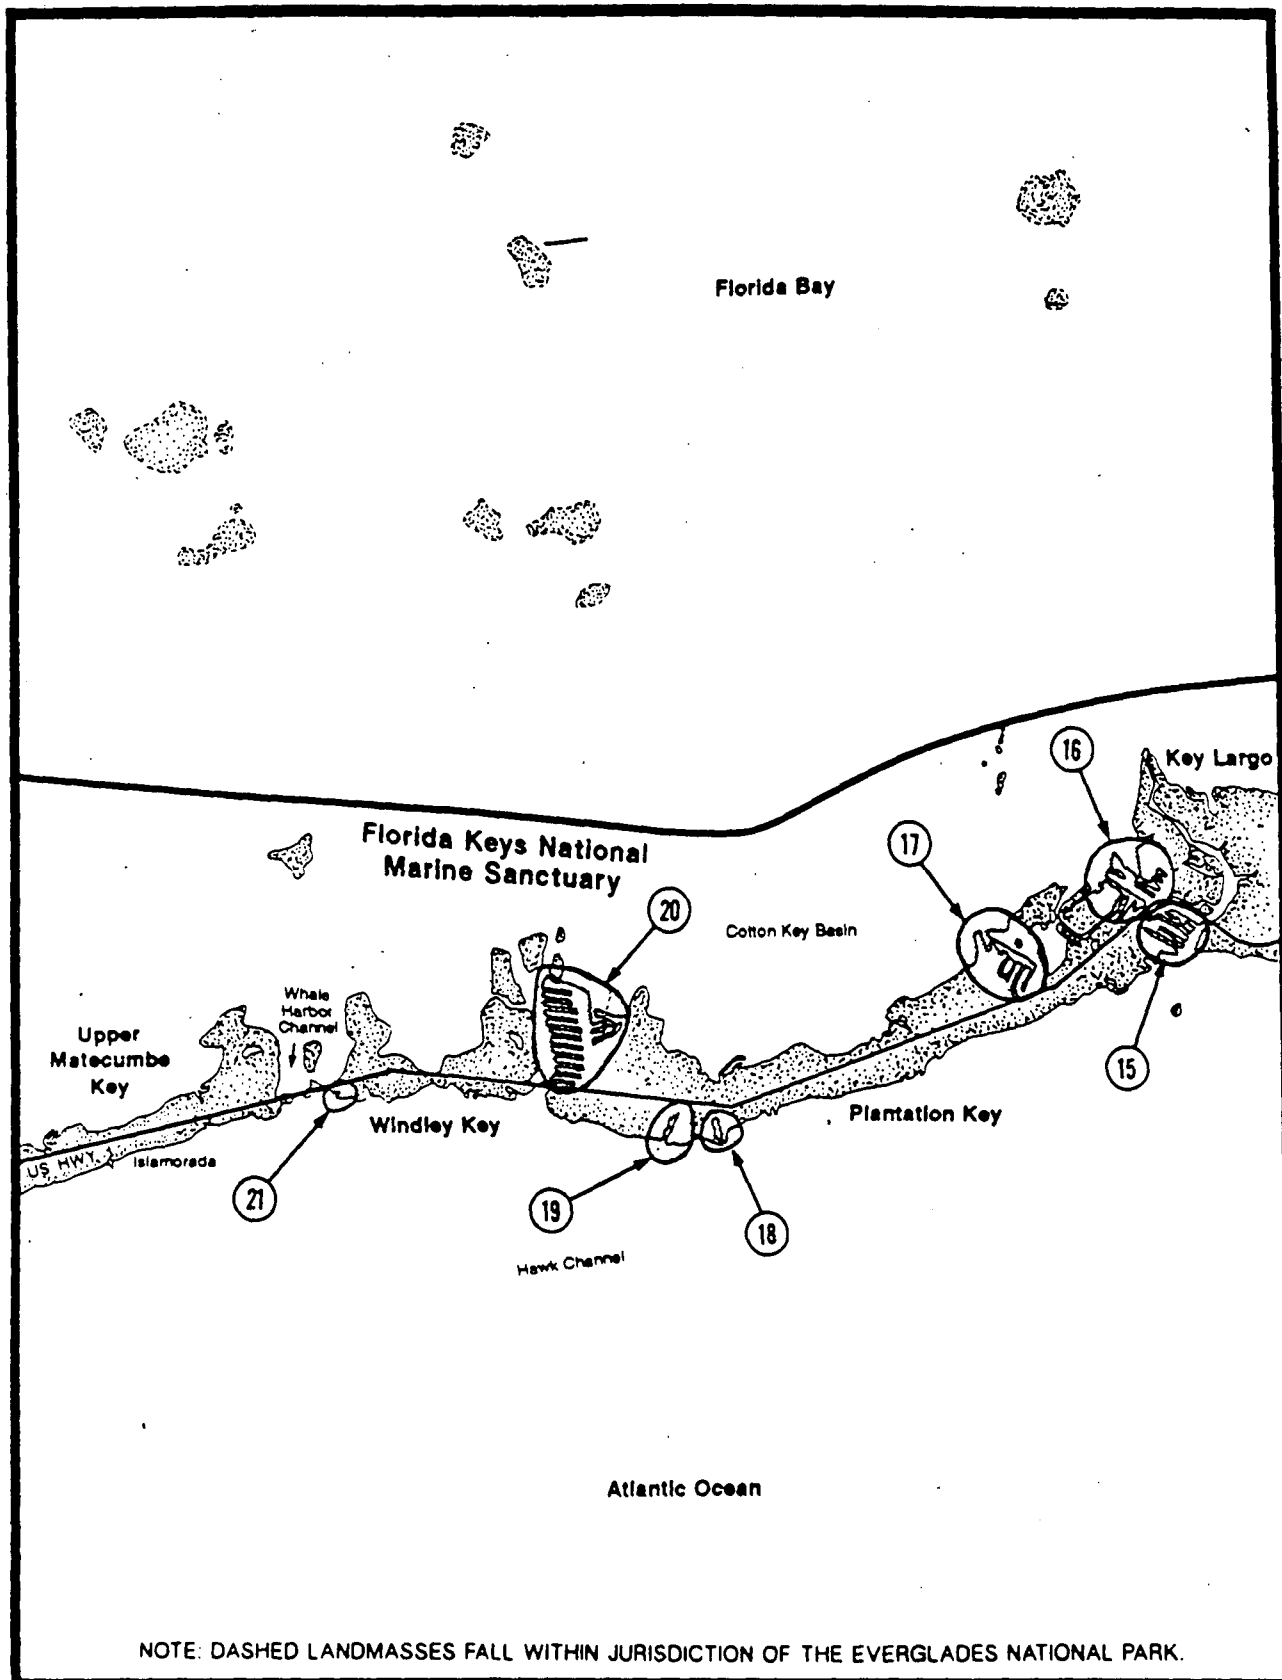 Florida Bay
16
Key Largo
17
Florida Keys National
Marine Sanctuary
20
Cotton Key Basin
Whale
Harbor
Channel
Upper
Matecumbe
Key
15
Windley Key
Plantation Key
US HWY. 1
Islamorada
21
19
18
Hawk Channel
Atlantic Ocean
NOTE: DASHED LANDMASSES FALL WITHIN JURISDICTION OF THE EVERGLADES NATIONAL PARK.